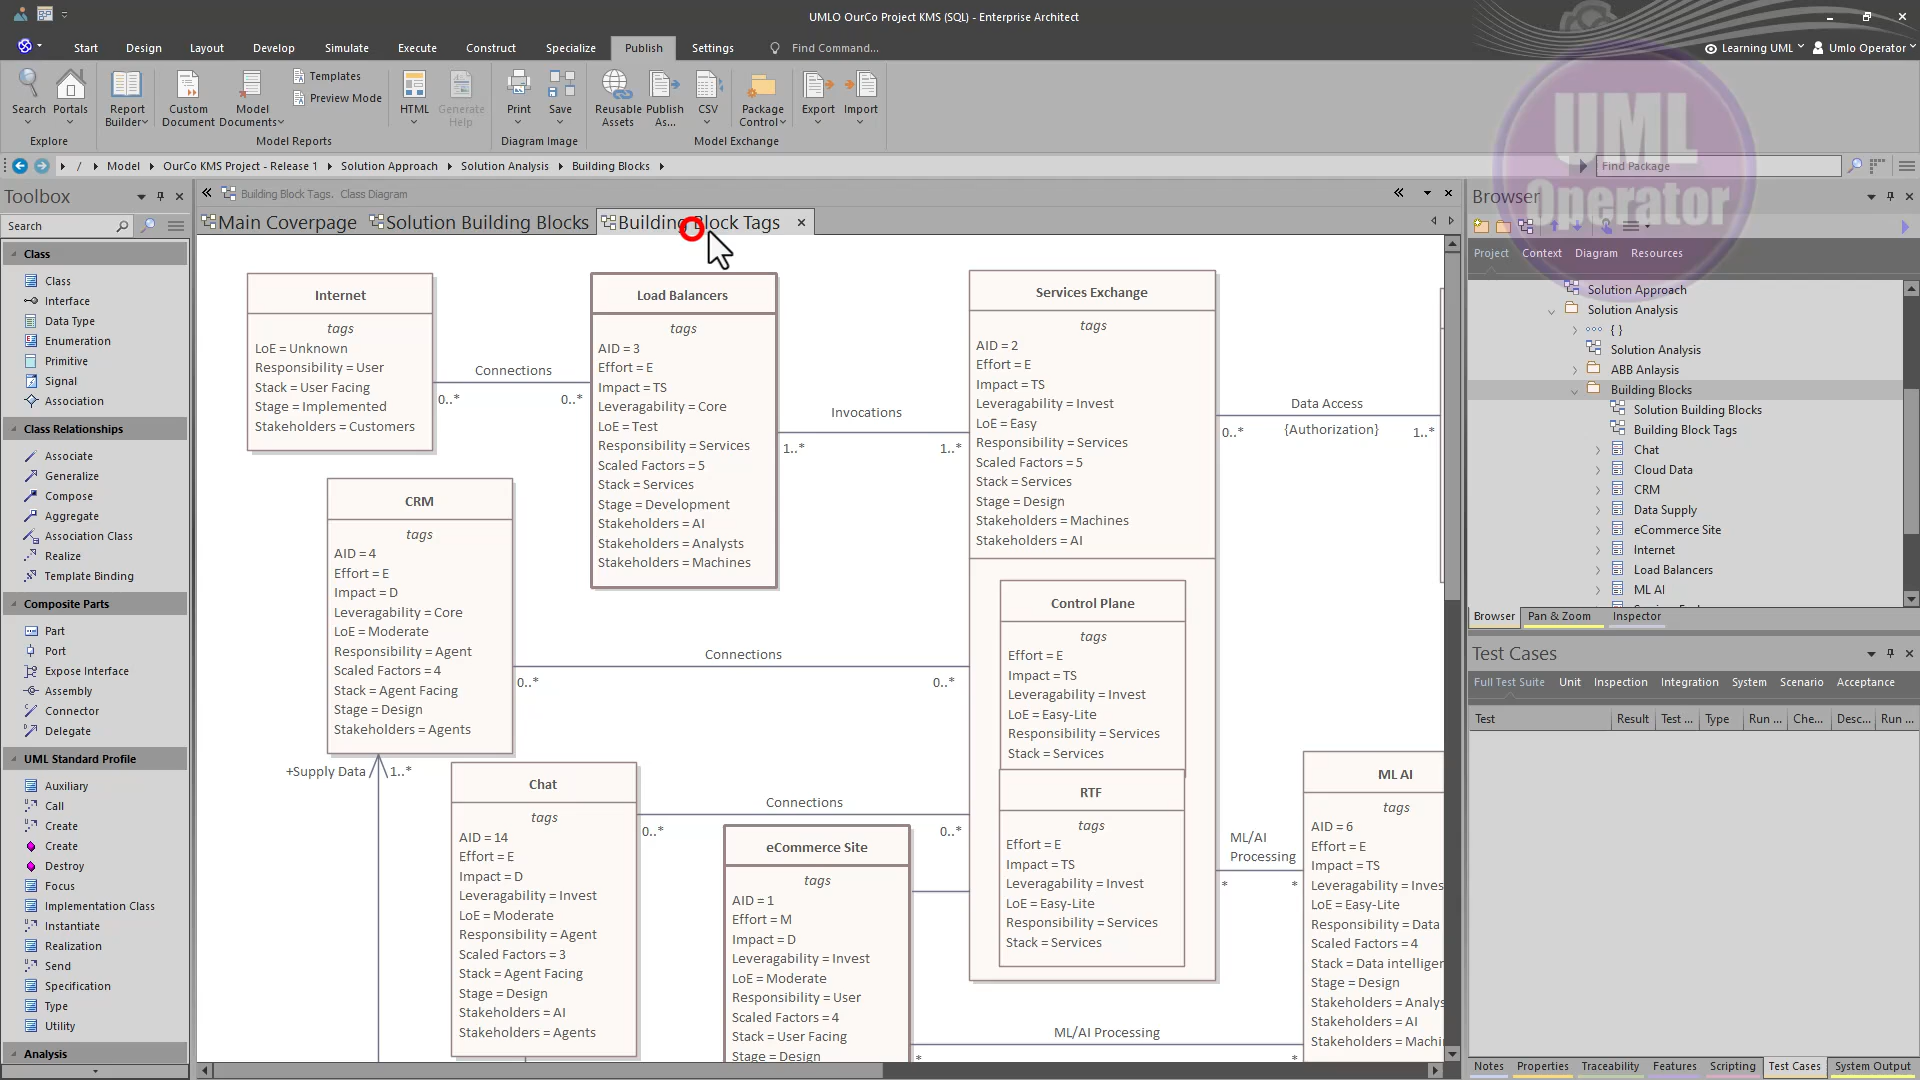 UMLO OurCo Project KMS (SQL) - Enterprise Architect
Start Design Layout Develop Simulate Execute Construct Specialize Publish Settings Find Command... Learning UML Umlo Operator
Search Portals Report Builder Custom Document Model Documents Templates Preview Mode HTML Generate Help Print Save Reusable Assets Publish As... CSV Package Control Export Import
Explore Model Reports Diagram Image Model Exchange
UML Operator
/ Model OurCo KMS Project - Release 1 Solution Approach Solution Analysis Building Blocks Find Package
Toolbox
Search
Class
Class
Interface
Data Type
Enumeration
Primitive
Signal
Association
Class Relationships
Associate
Generalize
Compose
Aggregate
Association Class
Realize
Template Binding
Composite Parts
Part
Port
Expose Interface
Assembly
Connector
Delegate
UML Standard Profile
Auxiliary
Call
Create
Create
Destroy
Focus
Implementation Class
Instantiate
Realization
Send
Specification
Type
Utility
Analysis
Building Block Tags. Class Diagram
Main Coverpage Solution Building Blocks Building Block Tags
Internet
tags
LoE = Unknown
Responsibility = User
Stack = User Facing
Stage = Implemented
Stakeholders = Customers
Connections
0..* 0..*
Load Balancers
tags
AID = 3
Effort = E
Impact = TS
Leveragability = Core
LoE = Test
Responsibility = Services
Scaled Factors = 5
Stack = Services
Stage = Development
Stakeholders = AI
Stakeholders = Analysts
Stakeholders = Machines
Invocations
1..* 1..*
Services Exchange
tags
AID = 2
Effort = E
Impact = TS
Leveragability = Invest
LoE = Easy
Responsibility = Services
Scaled Factors = 5
Stack = Services
Stage = Design
Stakeholders = Machines
Stakeholders = AI
Data Access
{Authorization}
0..* 1..*
CRM
tags
AID = 4
Effort = E
Impact = D
Leveragability = Core
LoE = Moderate
Responsibility = Agent
Scaled Factors = 4
Stack = Agent Facing
Stage = Design
Stakeholders = Agents
Connections
0..* 0..*
+Supply Data 1..*
Control Plane
tags
Effort = E
Impact = TS
Leveragability = Invest
LoE = Easy-Lite
Responsibility = Services
Stack = Services
RTF
tags
Effort = E
Impact = TS
Leveragability = Invest
LoE = Easy-Lite
Responsibility = Services
Stack = Services
Chat
tags
AID = 14
Effort = E
Impact = D
Leveragability = Invest
LoE = Moderate
Responsibility = Agent
Scaled Factors = 3
Stack = Agent Facing
Stage = Design
Stakeholders = AI
Stakeholders = Agents
Connections
0..* 0..*
eCommerce Site
tags
AID = 1
Effort = M
Impact = D
Leveragability = Invest
LoE = Moderate
Responsibility = User
Scaled Factors = 4
Stack = User Facing
Stage = Design
ML/AI
Processing
* *
ML/AI Processing
* *
ML AI
tags
AID = 6
Effort = E
Impact = TS
Leveragability = Inves
LoE = Easy-Lite
Responsibility = Data
Scaled Factors = 4
Stack = Data intelliger
Stage = Design
Stakeholders = Analys
Stakeholders = AI
Stakeholders = Machi
Browser
Project Context Diagram Resources
Solution Approach
Solution Analysis
{ }
Solution Analysis
ABB Anlaysis
Building Blocks
Solution Building Blocks
Building Block Tags
Chat
Cloud Data
CRM
Data Supply
eCommerce Site
Internet
Load Balancers
ML AI
Browser Pan & Zoom Inspector
Test Cases
Full Test Suite Unit Inspection Integration System Scenario Acceptance
Test Result Test ... Type Run ... Che... Desc... Run ...
Notes Properties Traceability Features Scripting Test Cases System Output